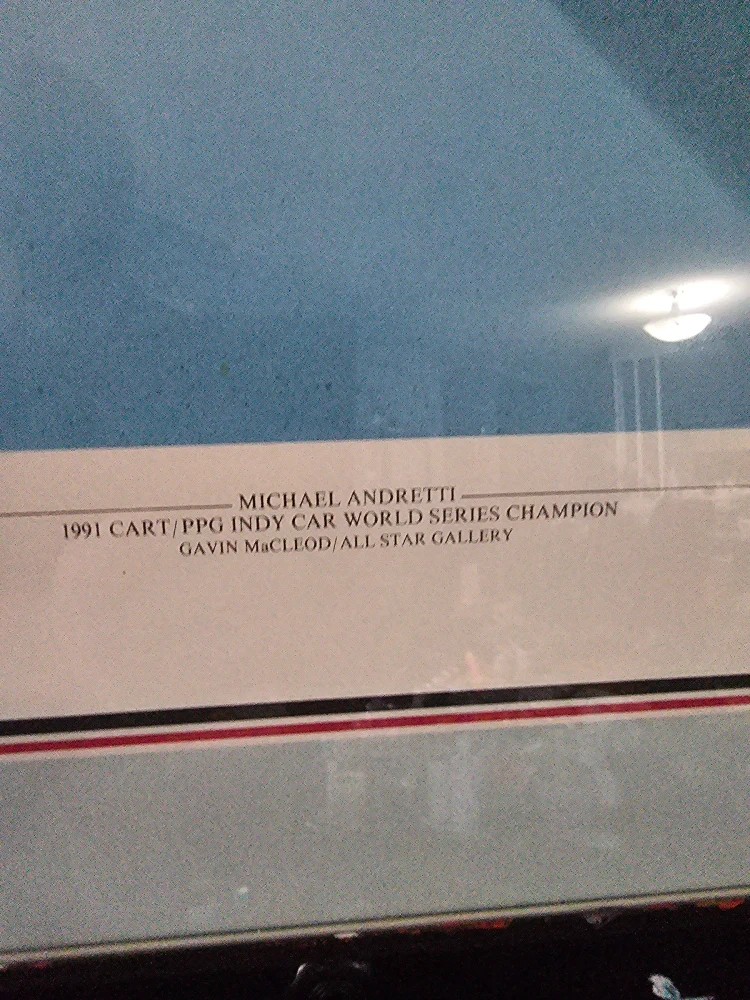 MICHAEL ANDRETTI
1991 CART/PPG INDY CAR WORLD SERIES CHAMPION
GAVIN MaCLEOD/ALL STAR GALLERY